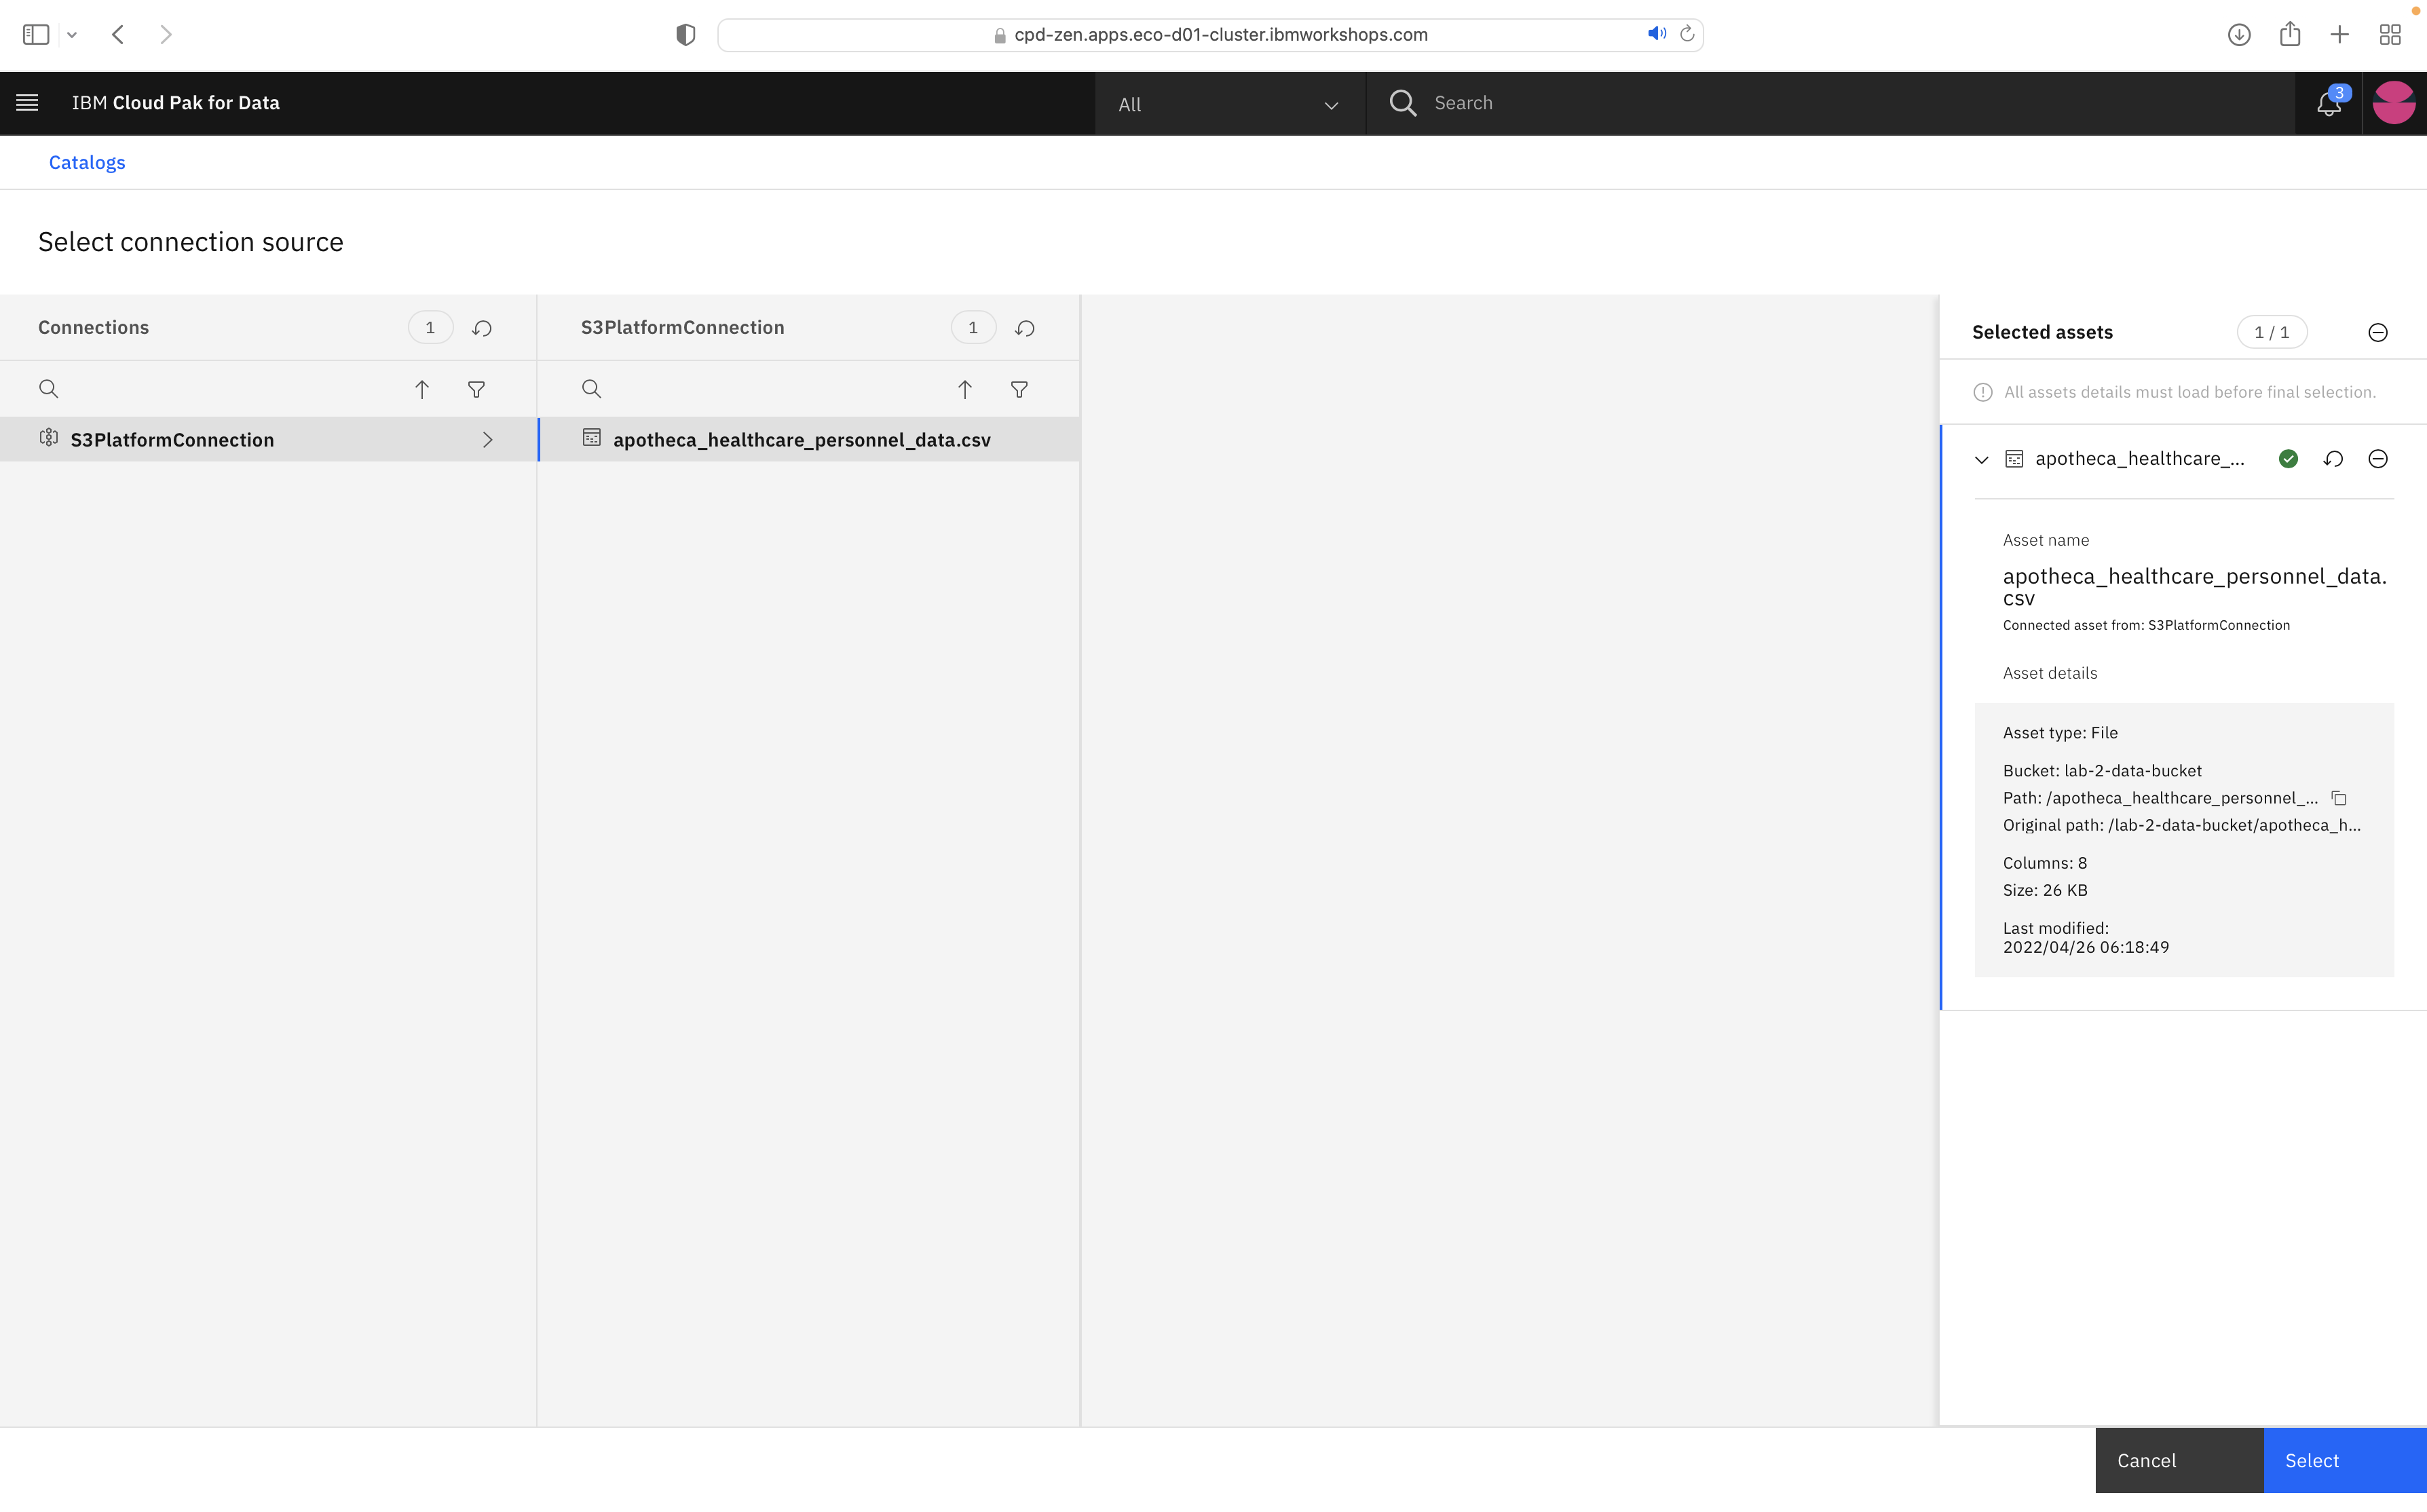 cpd-zen.apps.eco-d01-cluster.ibmworkshops.com
IBM Cloud Pak for Data
All
Search
3
Catalogs
Select connection source
Connections
1
S3PlatformConnection
1
Selected assets
1 / 1
All assets details must load before final selection.
S3PlatformConnection
apotheca_healthcare_personnel_data.csv
apotheca_healthcare_...
Asset name
apotheca_healthcare_personnel_data.
csv
Connected asset from: S3PlatformConnection
Asset details
Asset type: File
Bucket: lab-2-data-bucket
Path: /apotheca_healthcare_personnel_...
Original path: /lab-2-data-bucket/apotheca_h...
Columns: 8
Size: 26 KB
Last modified:
2022/04/26 06:18:49
Cancel
Select